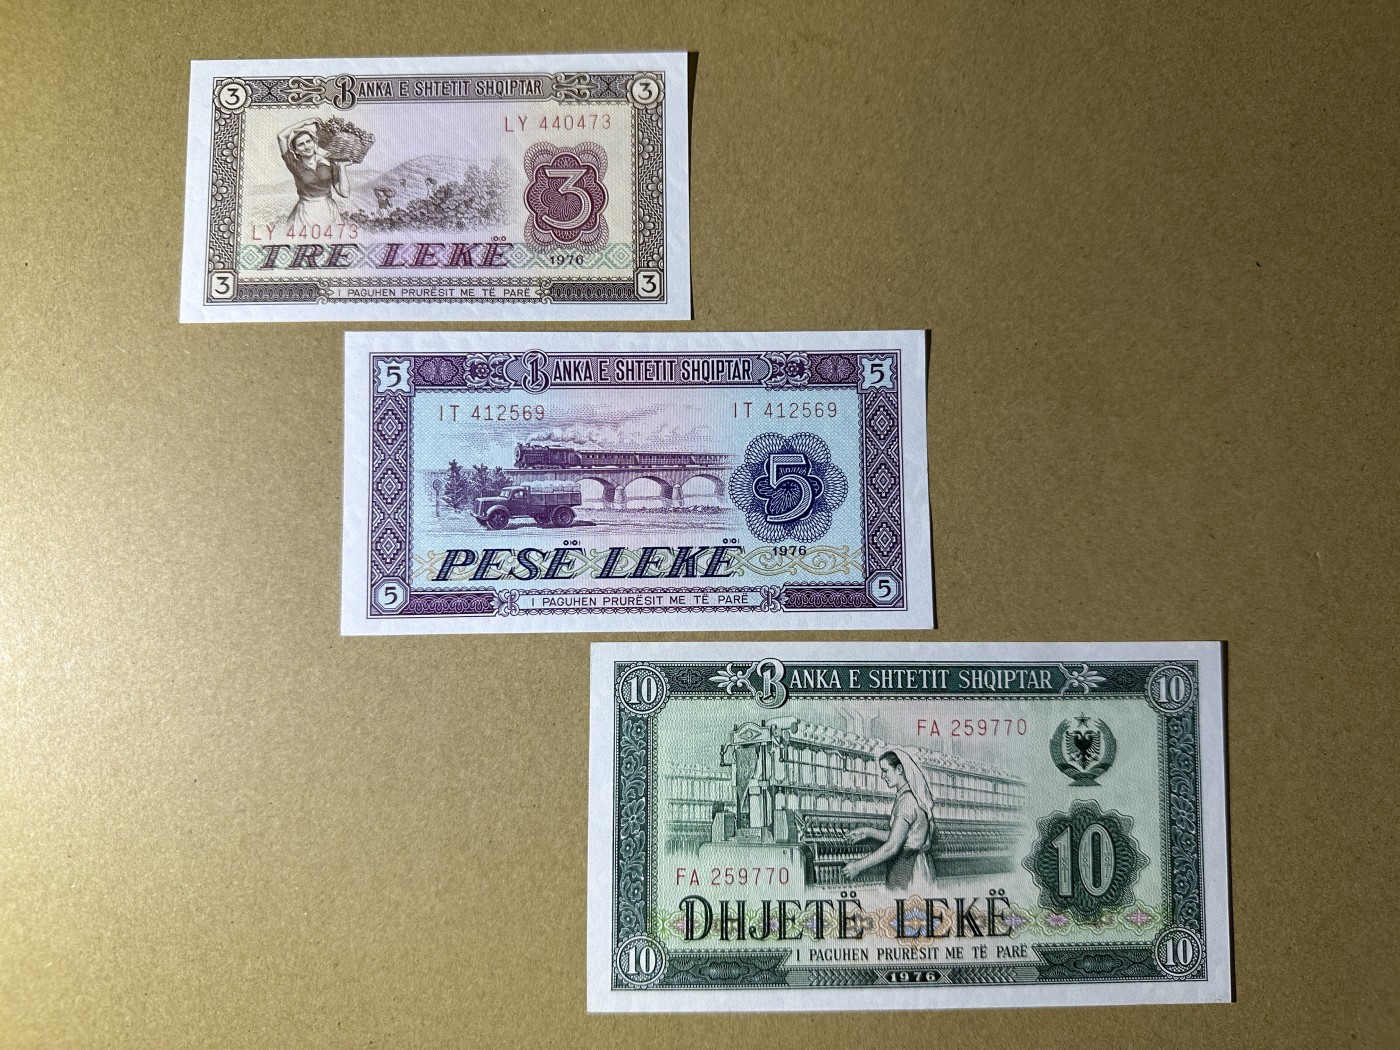 3 BANKA E SHTETIT SHQIPTAR 3
LY 440473
3
LY 440473
TRE LEKË
1976
3 I PAGUHEN PRURËSIT ME TË PARË 3
5 BANKA E SHTETIT SHQIPTAR 5
IT 412569 IT 412569
5
PESË LEKË 1976
5 I PAGUHEN PRURËSIT ME TË PARË 5
10 BANKA E SHTETIT SHQIPTAR 10
FA 259770
10
FA 259770
DHJETË LEKË
I PAGUHEN PRURËSIT ME TË PARË
10 1976 10